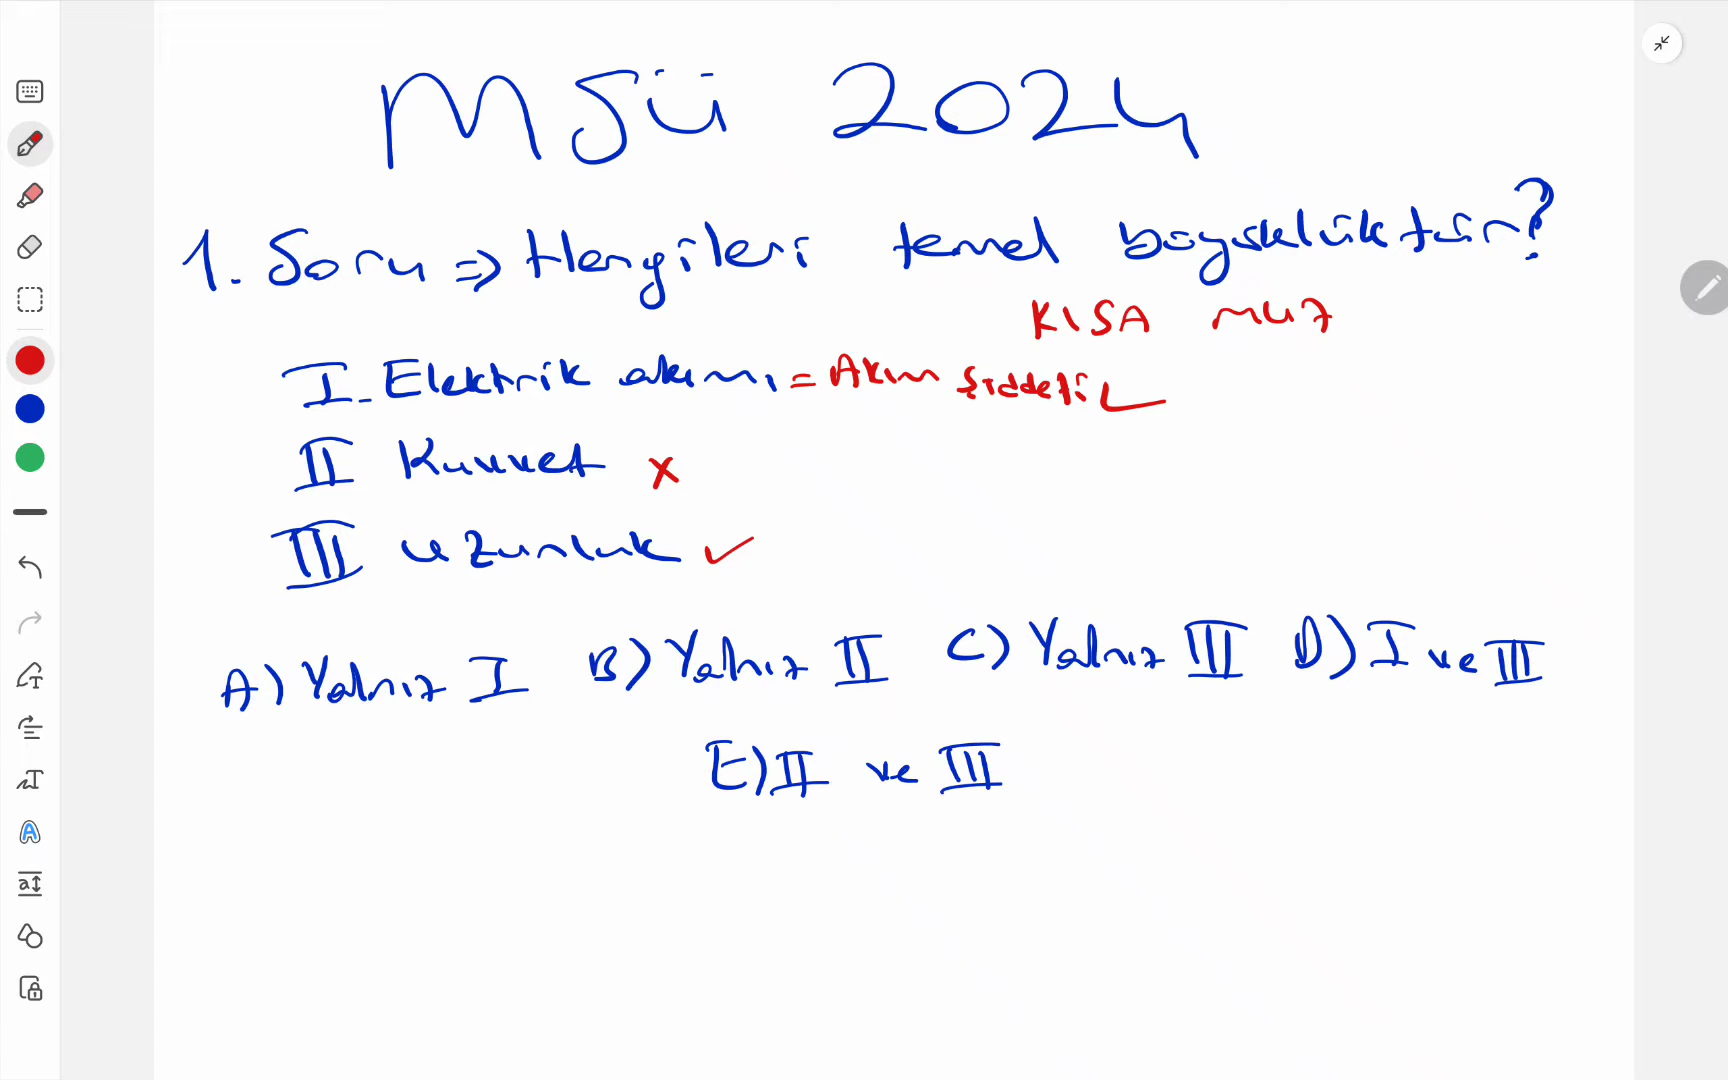 MSÜ 2024
1. Soru ⇒ Hangileri temel büyüklüktür?
KISA MUZ
I- Elektrik akımı = Akım şiddeti ✓
II Kuvvet x
III uzunluk ✓
A) Yalnız I B) Yalnız II C) Yalnız III D) I ve III
E) II ve III